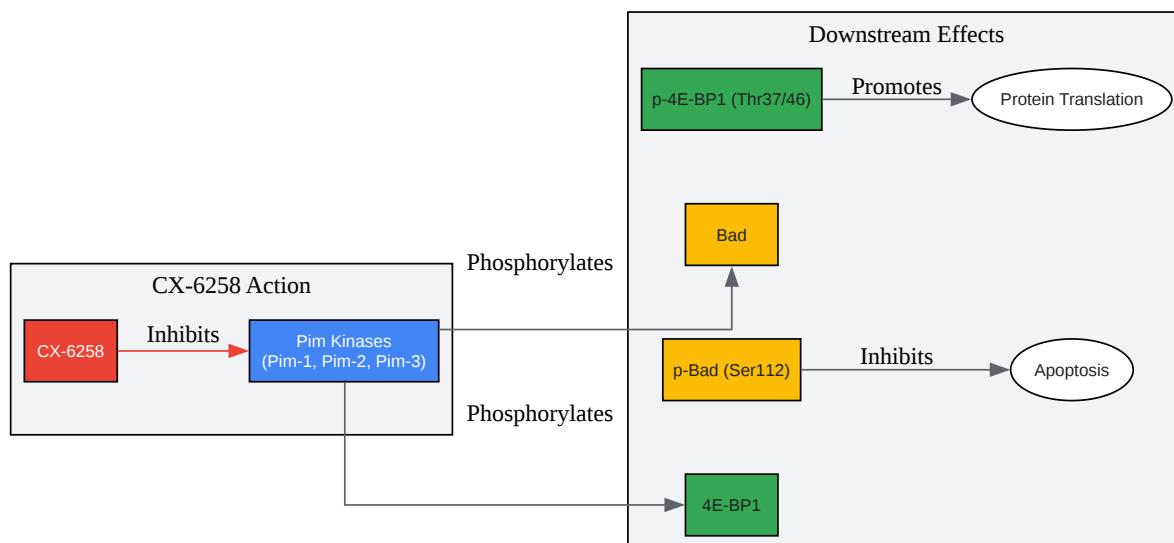 Downstream Effects
p-4E-BP1 (Thr37/46)
Promotes
Protein Translation
Bad
Phosphorylates
CX-6258 Action
CX-6258
Inhibits
Pim Kinases
(Pim-1, Pim-2, Pim-3)
p-Bad (Ser112)
Inhibits
Apoptosis
Phosphorylates
4E-BP1